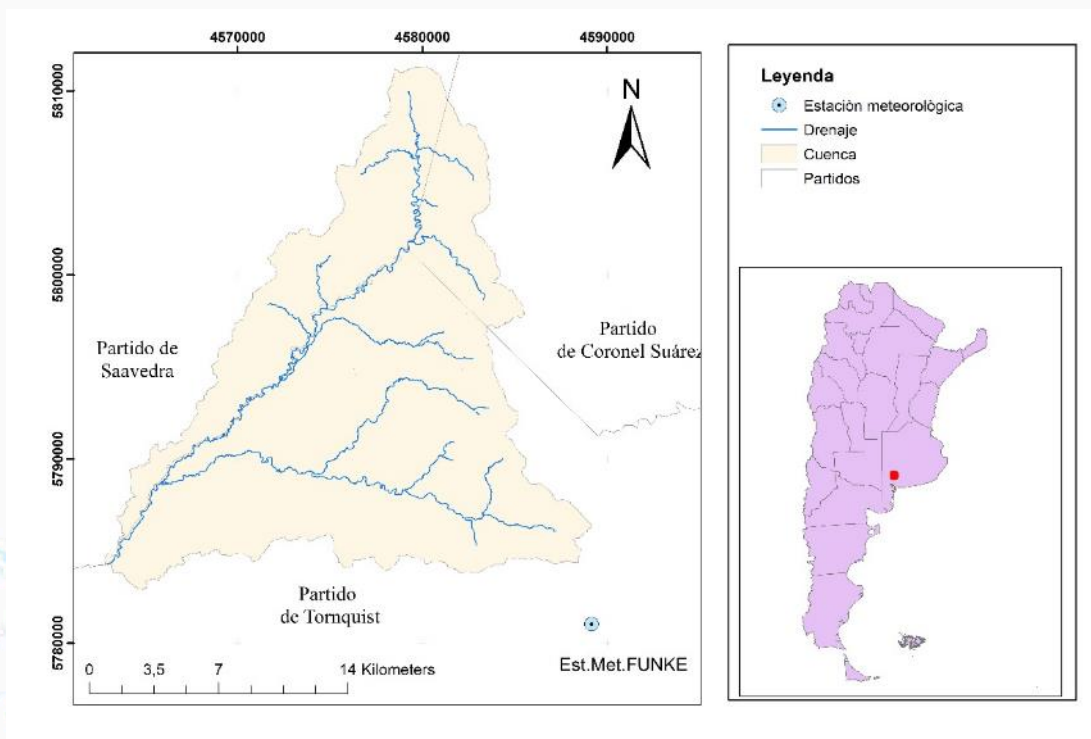 4570000
4580000
4590000
5810000
5800000
5790000
5780000
N
Partido de
Saavedra
Partido
de Coronel Suárez
Partido
de Tornquist
Est.Met.FUNKE
0 3,5 7 14 Kilometers
Leyenda
Estación meteorológica
Drenaje
Cuenca
Partidos